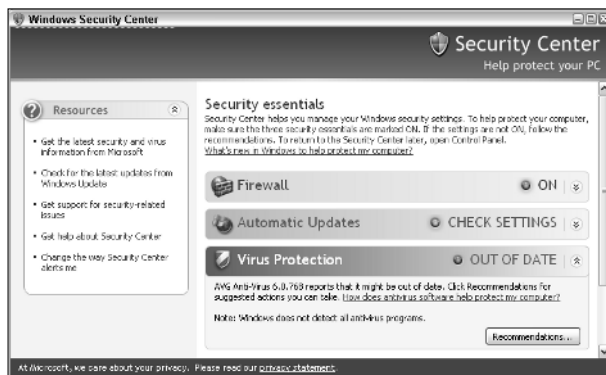 Windows Security Center
Security Center
Help protect your PC
Resources
• Get the latest security and virus
information from Microsoft
• Check for the latest updates from
Windows Update
• Get support for security-related
issues
• Get help about Security Center
• Change the way Security Center
alerts me
Security essentials
Security Center helps you manage your Windows security settings. To help protect your computer,
make sure the three security essentials are marked ON. If the settings are not ON, follow the
recommendations. To return to the Security Center later, open Control Panel.
What's new in Windows to help protect my computer?
Firewall
ON
Automatic Updates
CHECK SETTINGS
Virus Protection
OUT OF DATE
AVG Anti-Virus 6.0.768 reports that it might be out of date. Click Recommendations for
suggested actions you can take. How does antivirus software help protect my computer?
Note: Windows does not detect all antivirus programs.
Recommendations...
At Microsoft, we care about your privacy. Please read our privacy statement.